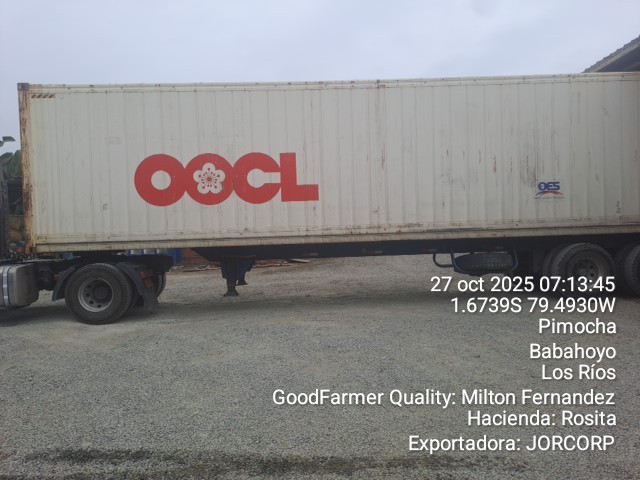 OOCL
OES
27 oct 2025 07:13:45
1.6739S 79.4930W
Pimocha
Babahoyo
Los Ríos
GoodFarmer Quality: Milton Fernandez
Hacienda: Rosita
Exportadora: JORCORP